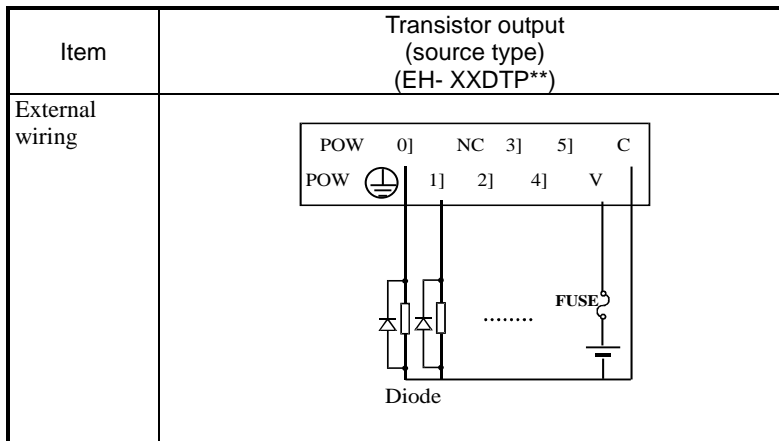 Item
Transistor output
(source type)
(EH- XXDTP**)
External
wiring
POW 0] NC 3] 5] C
POW 1] 2] 4] V
FUSE
........
Diode